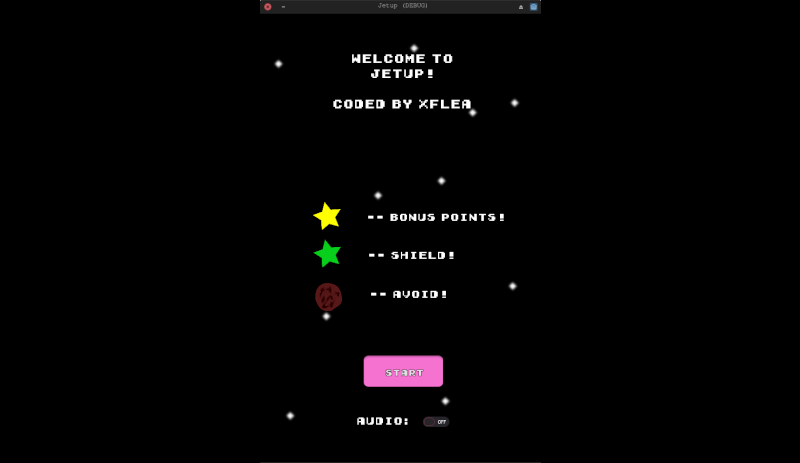 Jetup (DEBUG)
WELCOME TO
JETUP!
CODED BY XFLEA
-- BONUS POINTS!
-- SHIELD!
-- AVOID!
START
AUDIO: OFF